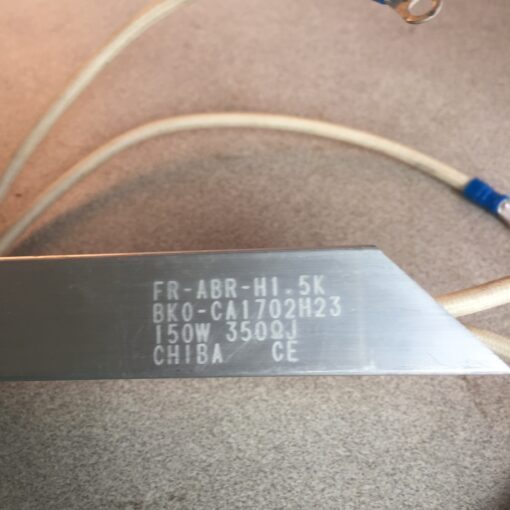 FR-ABR-H1.5K
BKO-CA1702H23
150W 350ΩJ
CHIBA CE